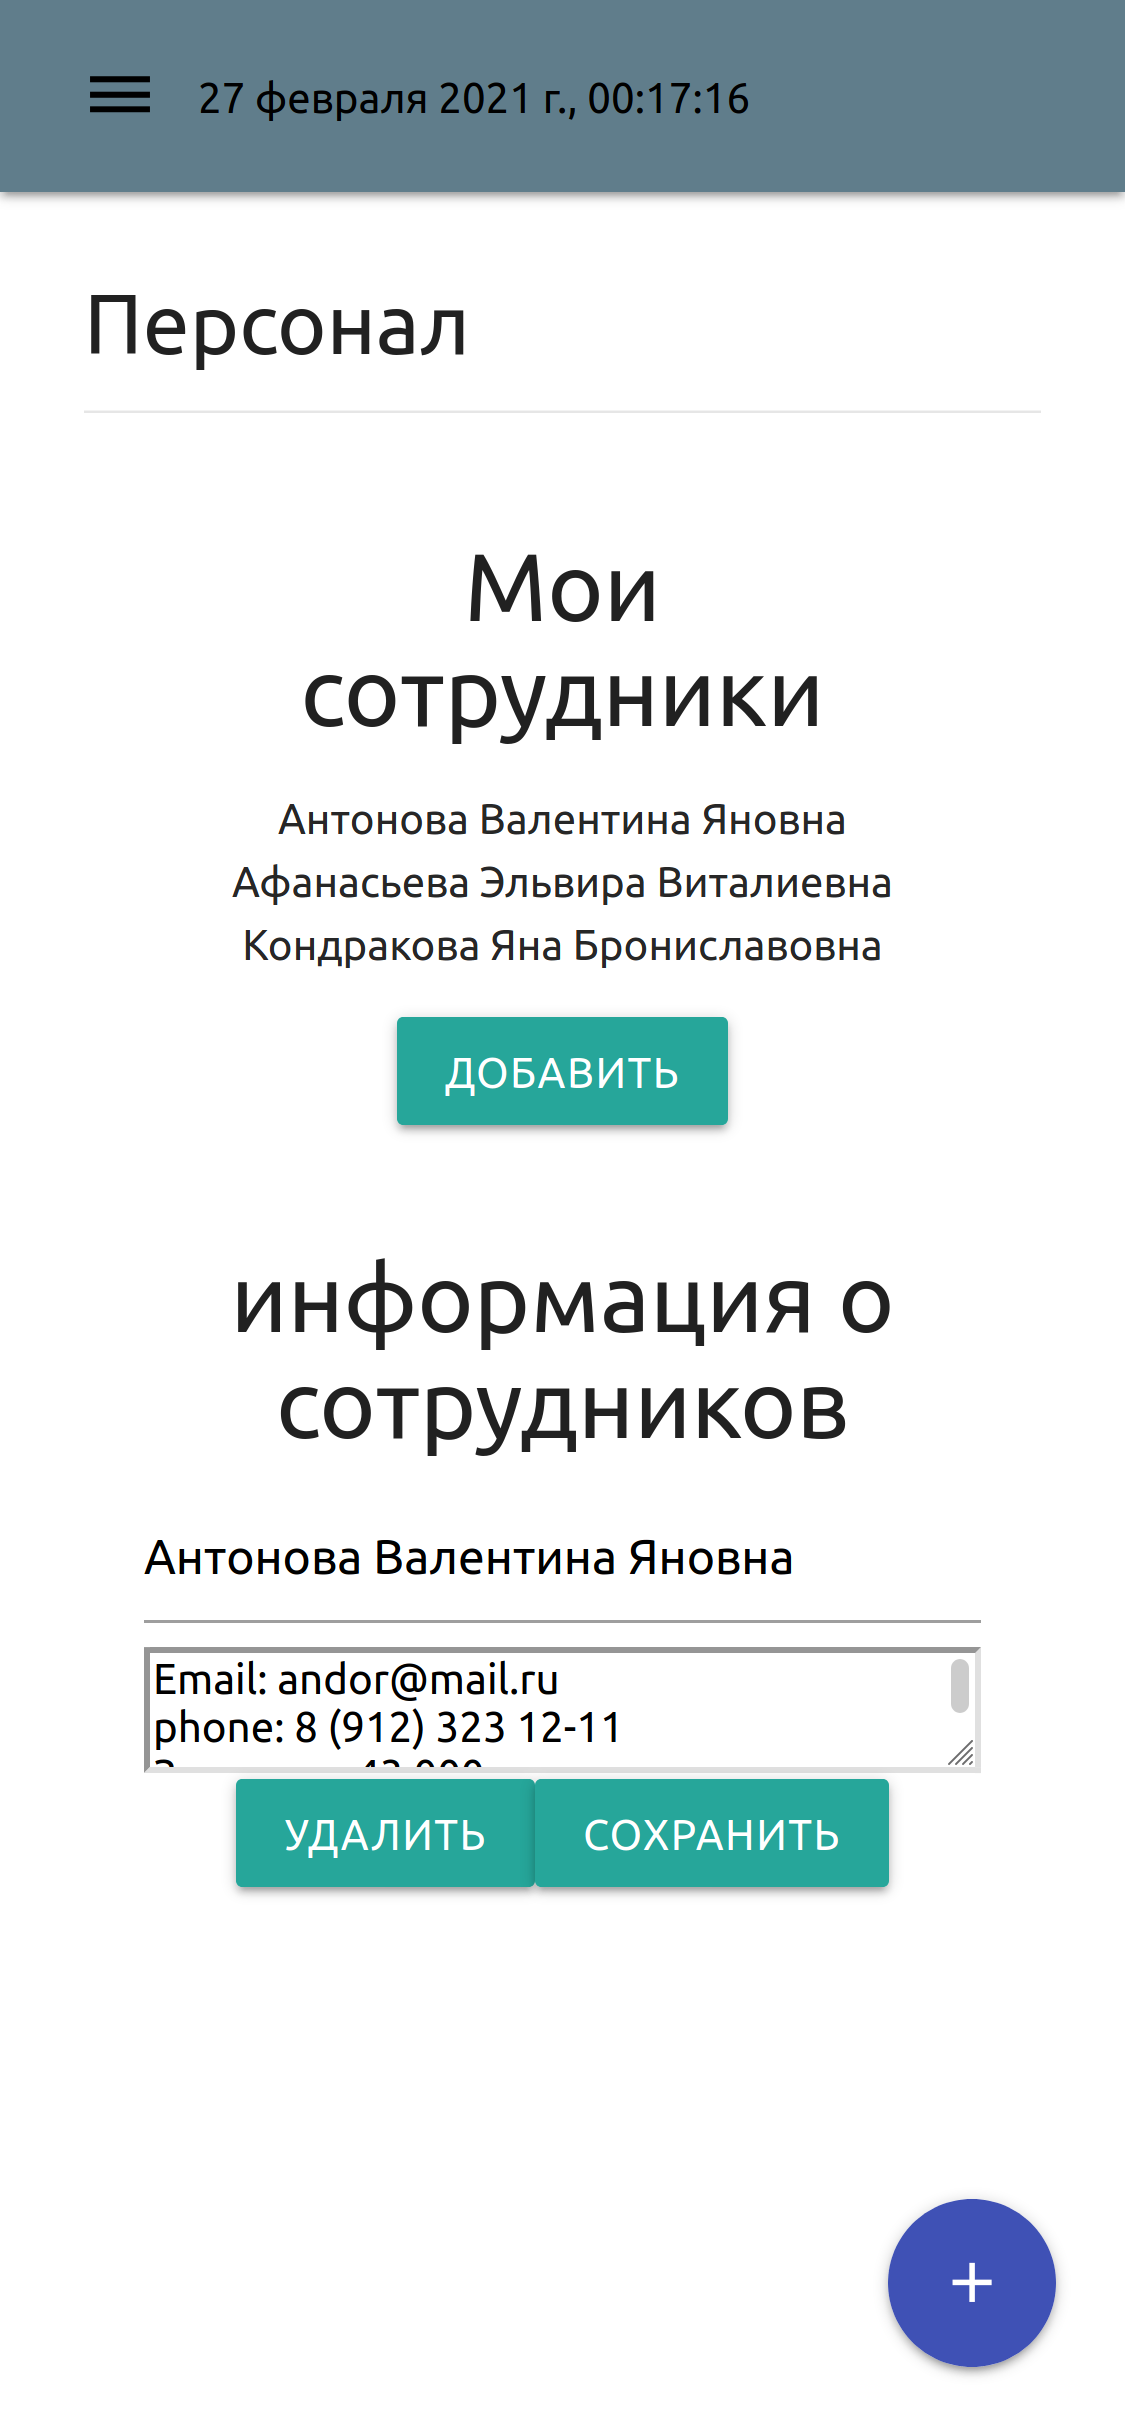 27 февраля 2021 г., 00:17:16
Персонал
Мои
сотрудники
Антонова Валентина Яновна
Афанасьева Эльвира Виталиевна
Кондракова Яна Брониславовна
ДОБАВИТЬ
информация о
сотрудников
Антонова Валентина Яновна
Email: andor@mail.ru
phone: 8 (912) 323 12-11
УДАЛИТЬ СОХРАНИТЬ
+